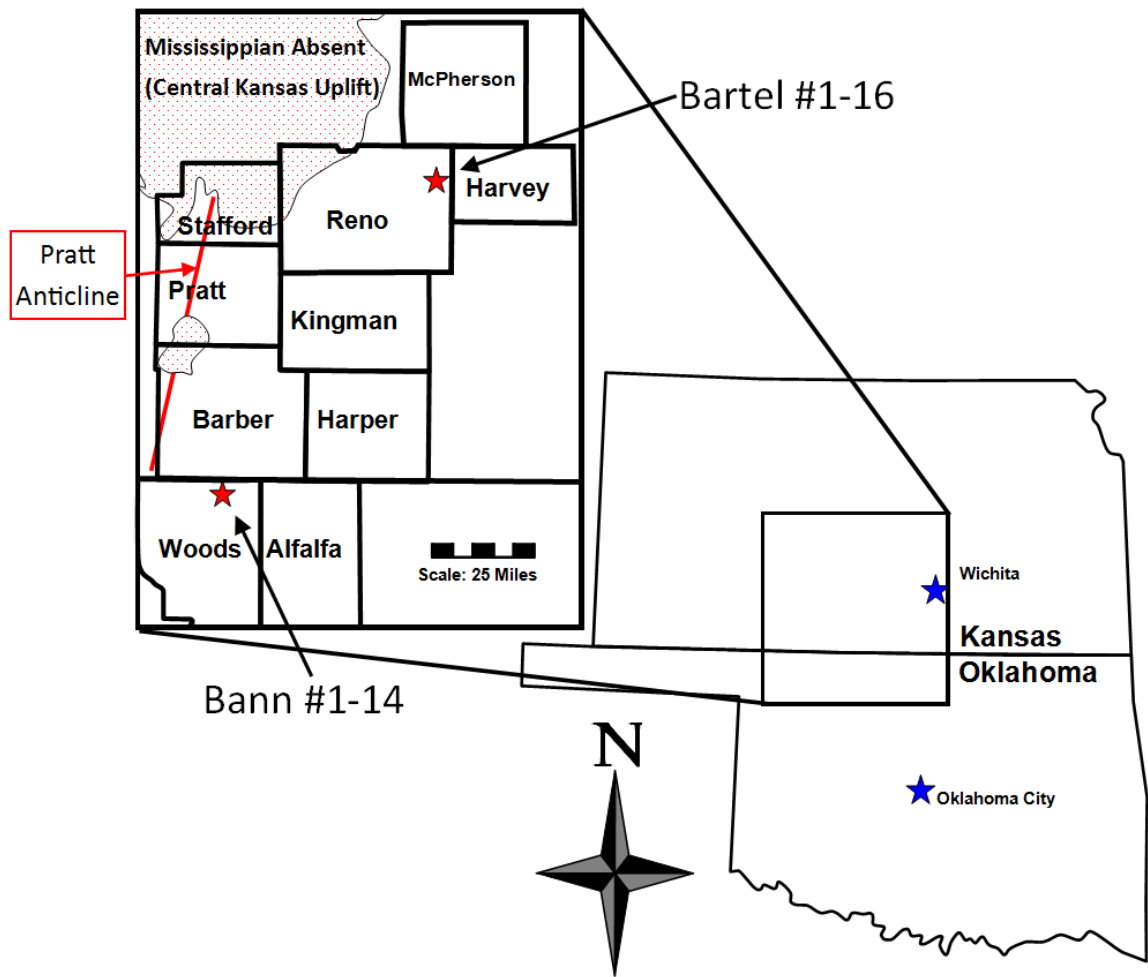 Mississippian Absent
(Central Kansas Uplift)
McPherson
Bartel #1-16
Harvey
Reno
Stafford
Pratt
Anticline
Pratt
Kingman
Barber
Harper
Woods
Alfalfa
Scale: 25 Miles
Bann #1-14
Wichita
Kansas
Oklahoma
Oklahoma City
N